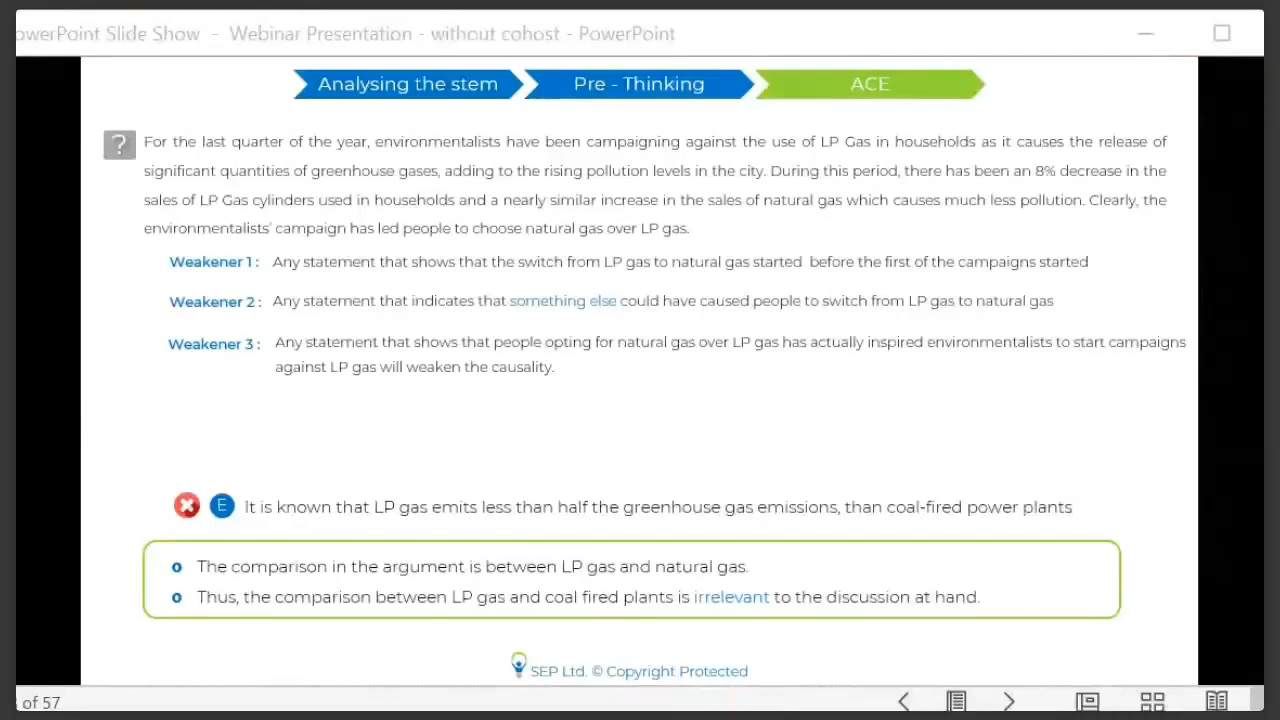 owerPoint Slide Show - Webinar Presentation - without cohost - PowerPoint
Analysing the stem Pre - Thinking ACE
? For the last quarter of the year, environmentalists have been campaigning against the use of LP Gas in households as it causes the release of
significant quantities of greenhouse gases, adding to the rising pollution levels in the city. During this period, there has been an 8% decrease in the
sales of LP Gas cylinders used in households and a nearly similar increase in the sales of natural gas which causes much less pollution. Clearly, the
environmentalists' campaign has led people to choose natural gas over LP gas.
Weakener 1 : Any statement that shows that the switch from LP gas to natural gas started before the first of the campaigns started
Weakener 2 : Any statement that indicates that something else could have caused people to switch from LP gas to natural gas
Weakener 3 : Any statement that shows that people opting for natural gas over LP gas has actually inspired environmentalists to start campaigns
against LP gas will weaken the causality.
E It is known that LP gas emits less than half the greenhouse gas emissions, than coal-fired power plants
o The comparison in the argument is between LP gas and natural gas.
o Thus, the comparison between LP gas and coal fired plants is irrelevant to the discussion at hand.
SEP Ltd. © Copyright Protected
of 57